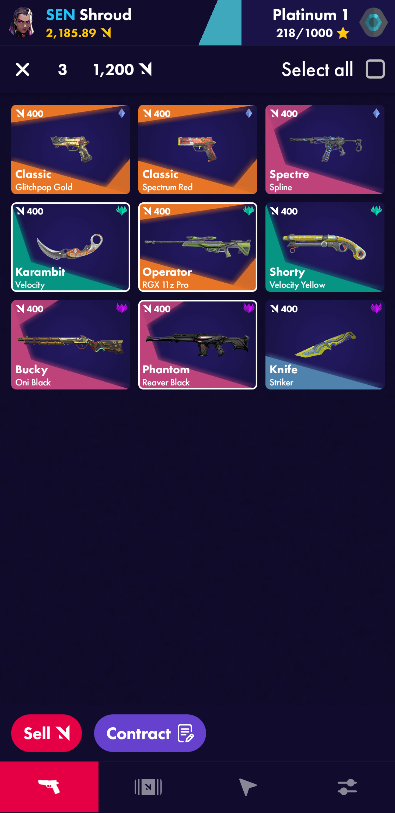 SEN Shroud
2,185.89
Platinum 1
218/1000
3
1,200
Select all
400
Classic
Glitchpop Gold
400
Classic
Spectrum Red
400
Spectre
Spline
400
Karambit
Velocity
400
Operator
RGX 11z Pro
400
Shorty
Velocity Yellow
400
Bucky
Oni Black
400
Phantom
Reaver Black
400
Knife
Striker
Sell
Contract